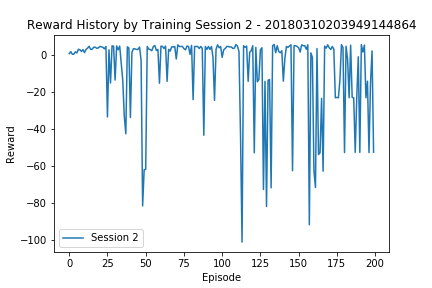 Reward History by Training Session 2 - 20180310203949144864
0
−20
−40
−60
−80
−100
Reward
Session 2
0 25 50 75 100 125 150 175 200
Episode